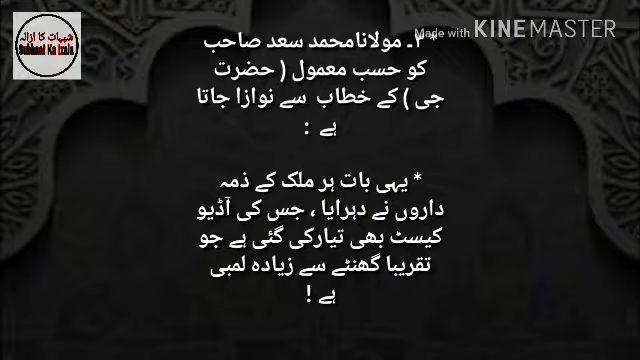 شبہات کا ازالہ
Subhaat Ka Izala
Made with KINEMASTER
* ۲۔ مولانامحمد سعد صاحب
کو حسب معمول ( حضرت
جی ) کے خطاب سے نوازا جاتا
ہے :
* یہی بات ہر ملک کے ذمہ
داروں نے دہرایا ، جس کی آڈیو
کیسٹ بھی تیارکی گئی ہے جو
تقریبا گھنٹے سے زیادہ لمبی
ہے !